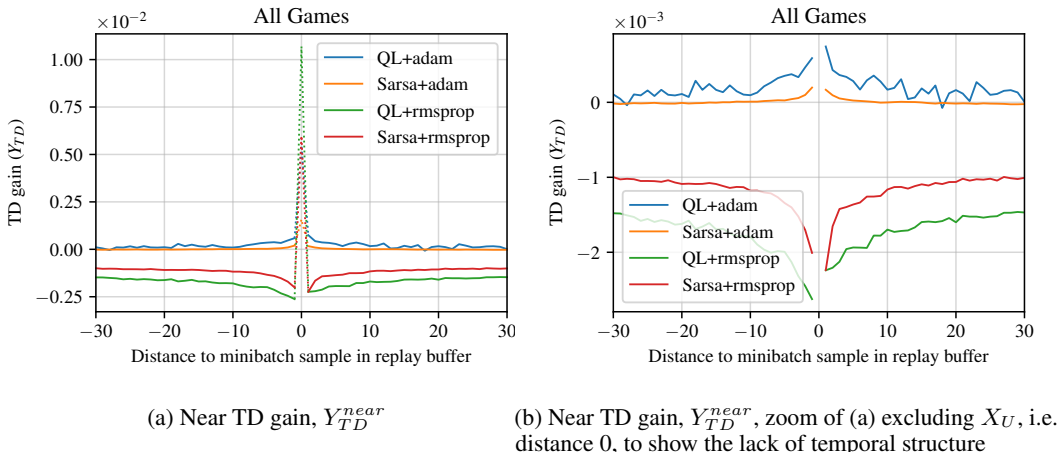 ×10⁻²
All Games
1.00
0.75
0.50
0.25
0.00
−0.25
TD gain (Y_TD)
QL+adam
Sarsa+adam
QL+rmsprop
Sarsa+rmsprop
−30 −20 −10 0 10 20 30
Distance to minibatch sample in replay buffer
(a) Near TD gain, Y_TD^near
×10⁻³
All Games
0
−1
−2
TD gain (Y_TD)
QL+adam
Sarsa+adam
QL+rmsprop
Sarsa+rmsprop
−30 −20 −10 0 10 20 30
Distance to minibatch sample in replay buffer
(b) Near TD gain, Y_TD^near, zoom of (a) excluding X_U, i.e.
distance 0, to show the lack of temporal structure